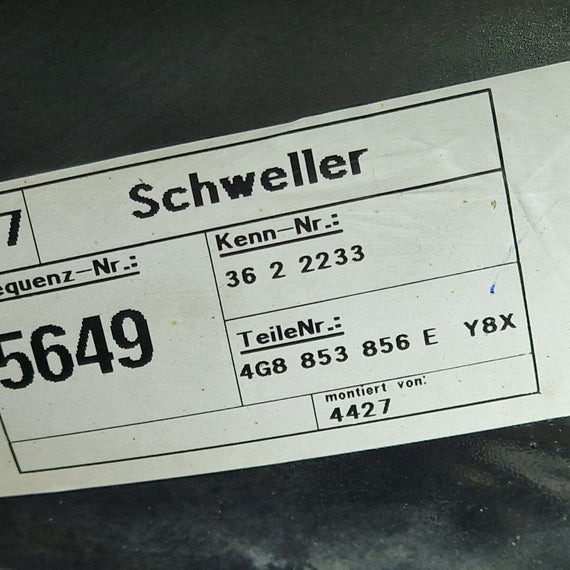 7 Schweller
equenz-Nr.:
5649
Kenn-Nr.:
36 2 2233
TeileNr.:
4G8 853 856 E Y8X
montiert von:
4427